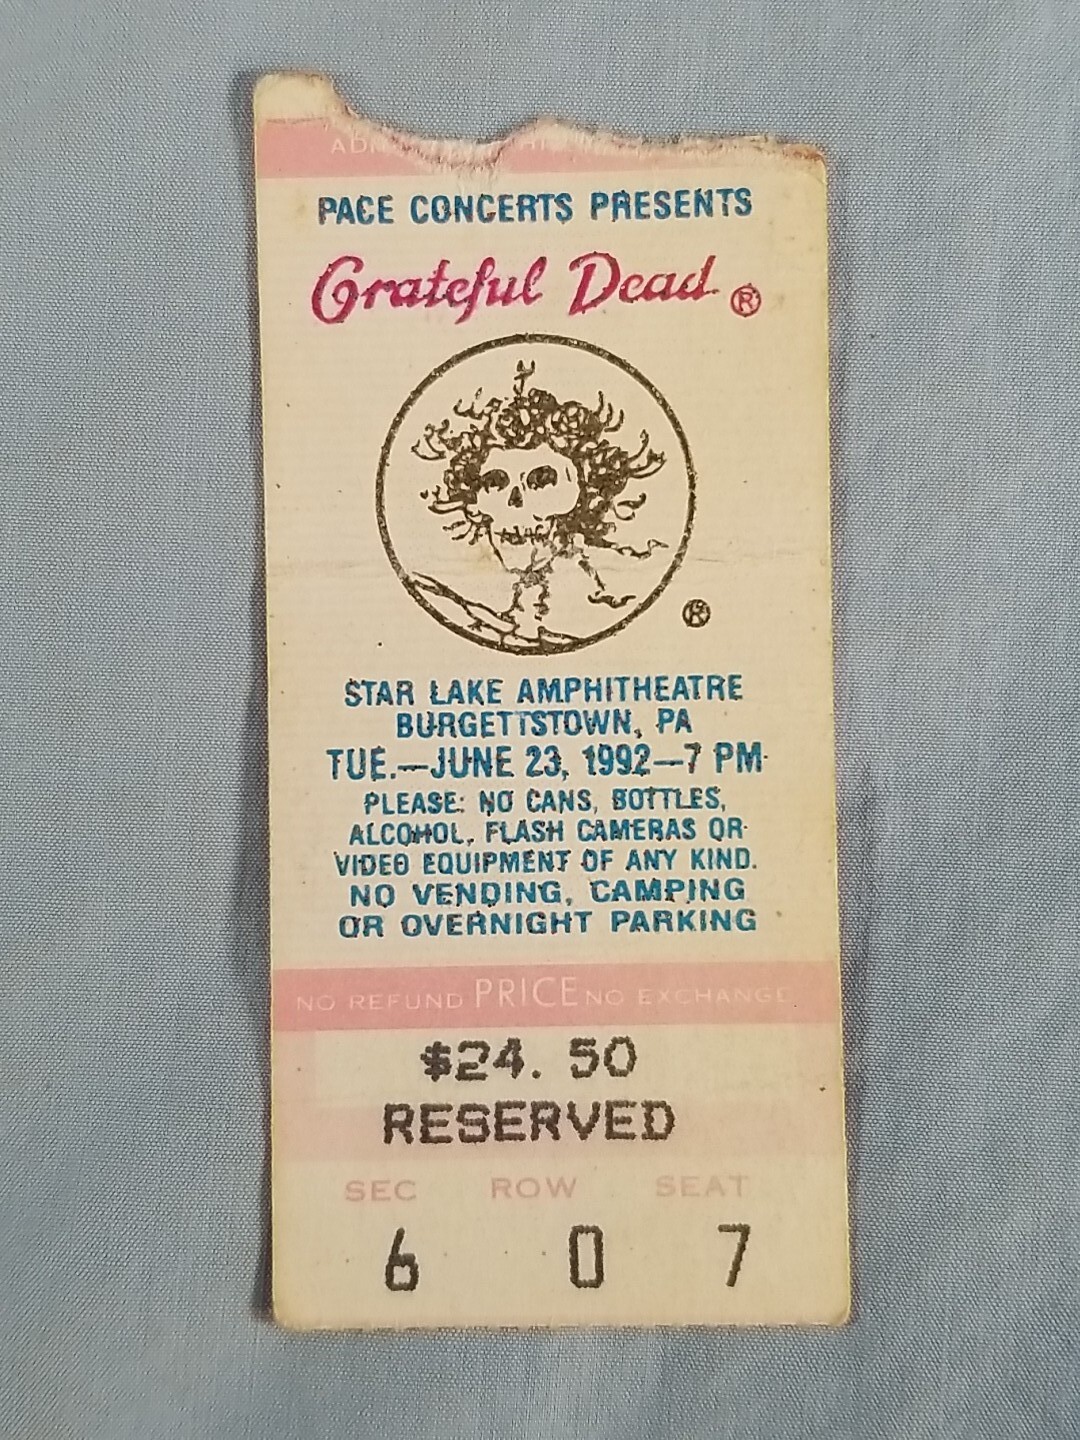 PACE CONCERTS PRESENTS
Grateful Dead ®
®
STAR LAKE AMPHITHEATRE
BURGETTSTOWN, PA
TUE.—JUNE 23, 1992—7 PM
PLEASE: NO CANS, BOTTLES,
ALCOHOL, FLASH CAMERAS OR
VIDEO EQUIPMENT OF ANY KIND.
NO VENDING, CAMPING
OR OVERNIGHT PARKING
NO REFUND PRICE NO EXCHANGE
$24.50
RESERVED
SEC ROW SEAT
6 O 7